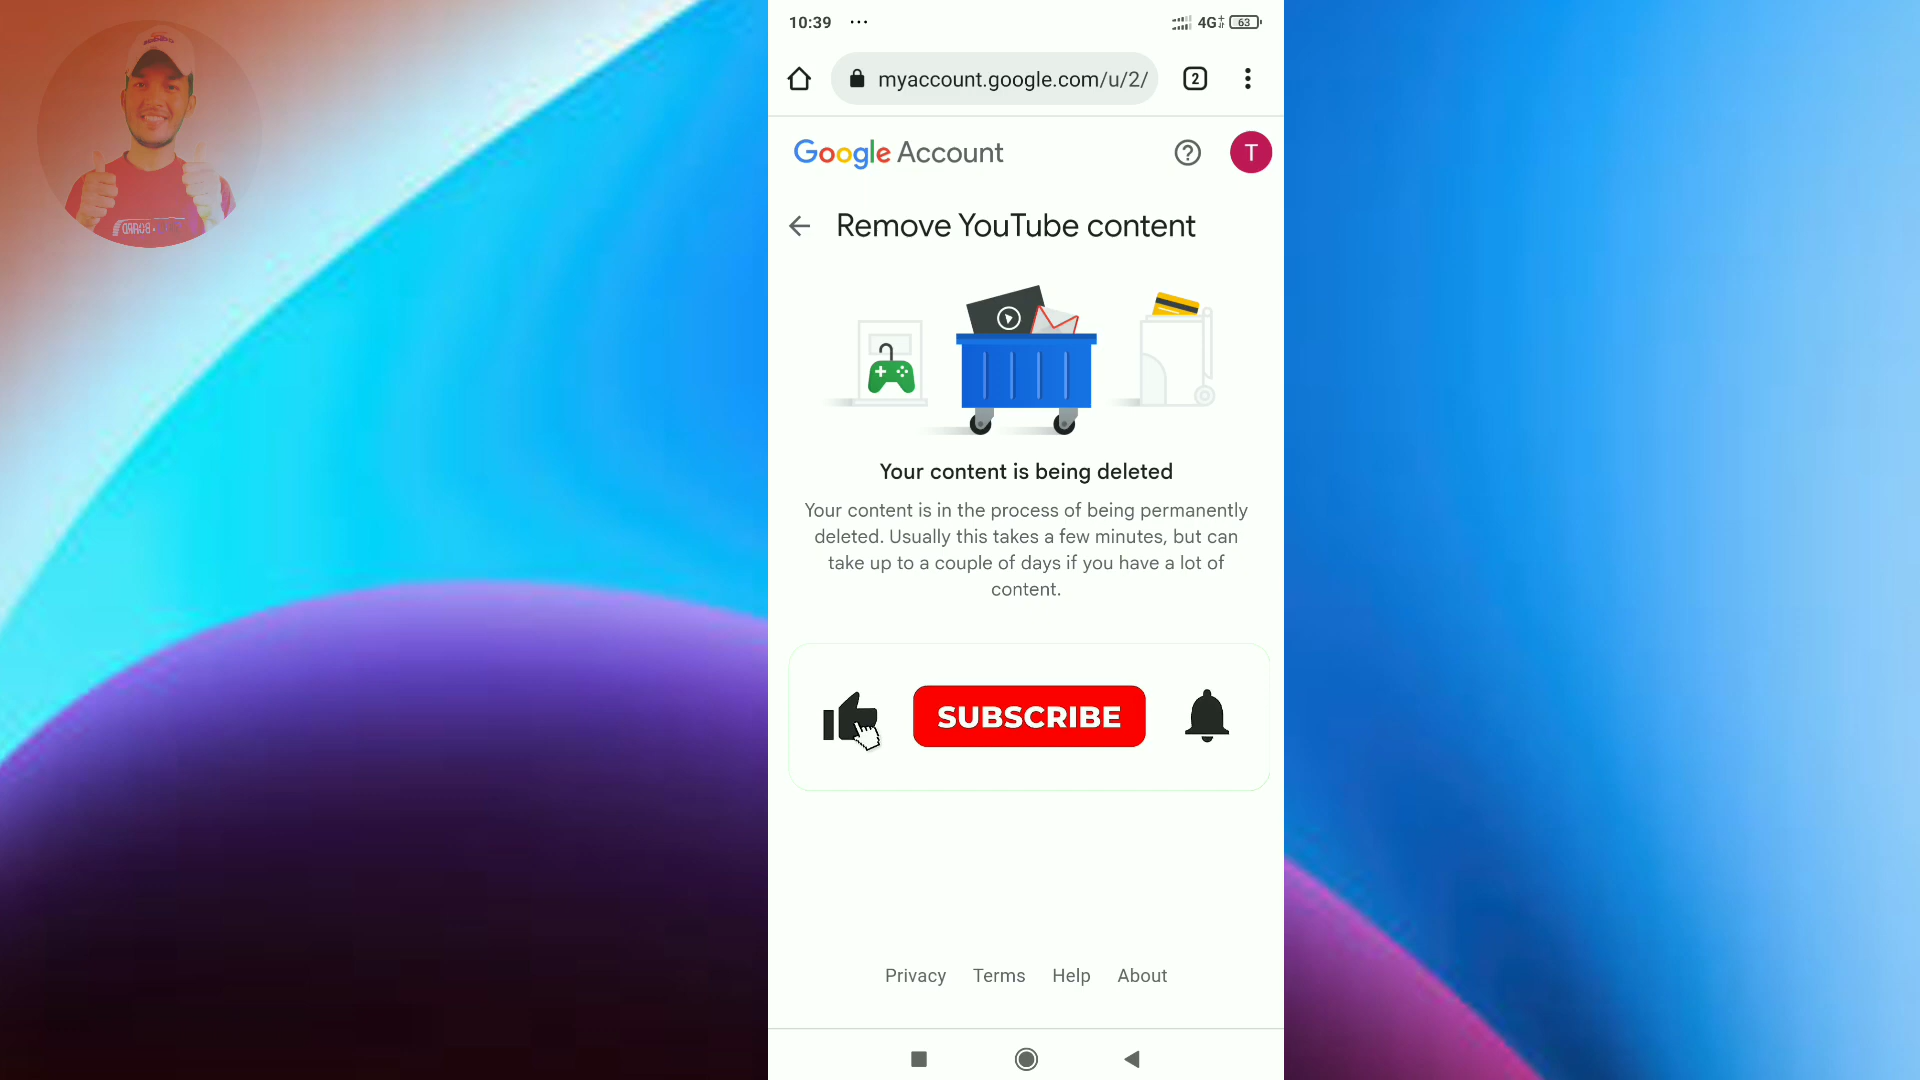 10:39 ... 4G 63
myaccount.google.com/u/2/ 2
Google Account T
Remove YouTube content
Your content is being deleted
Your content is in the process of being permanently
deleted. Usually this takes a few minutes, but can
take up to a couple of days if you have a lot of
content.
SUBSCRIBE
Privacy Terms Help About